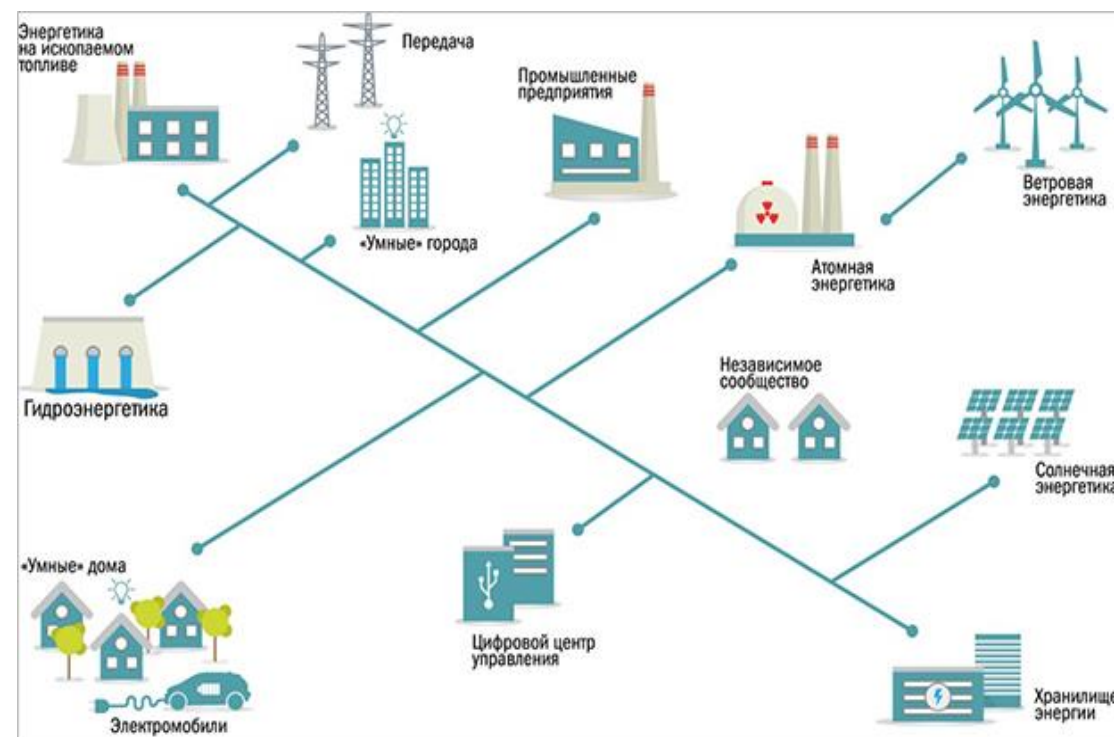 Энергетика
на ископаемом
топливе
Передача
Промышленные
предприятия
Ветровая
энергетика
«Умные» города
Атомная
энергетика
Гидроэнергетика
Независимое
сообщество
Солнечная
энергетика
«Умные» дома
Цифровой центр
управления
Электромобили
Хранилище
энергии